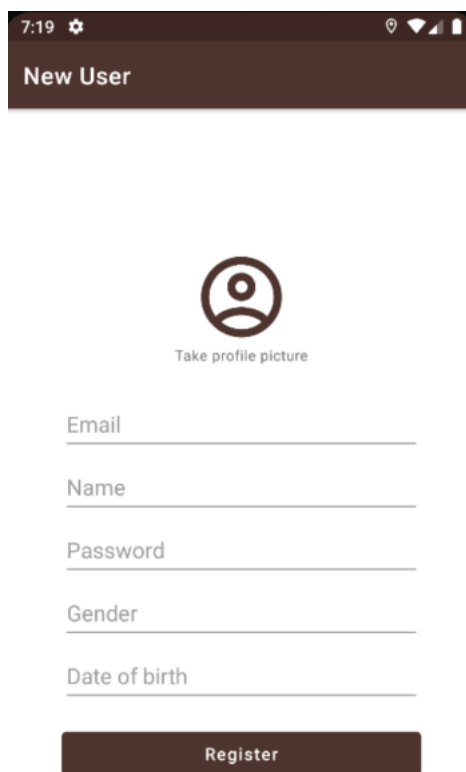 7:19
New User
Take profile picture
Email
Name
Password
Gender
Date of birth
Register